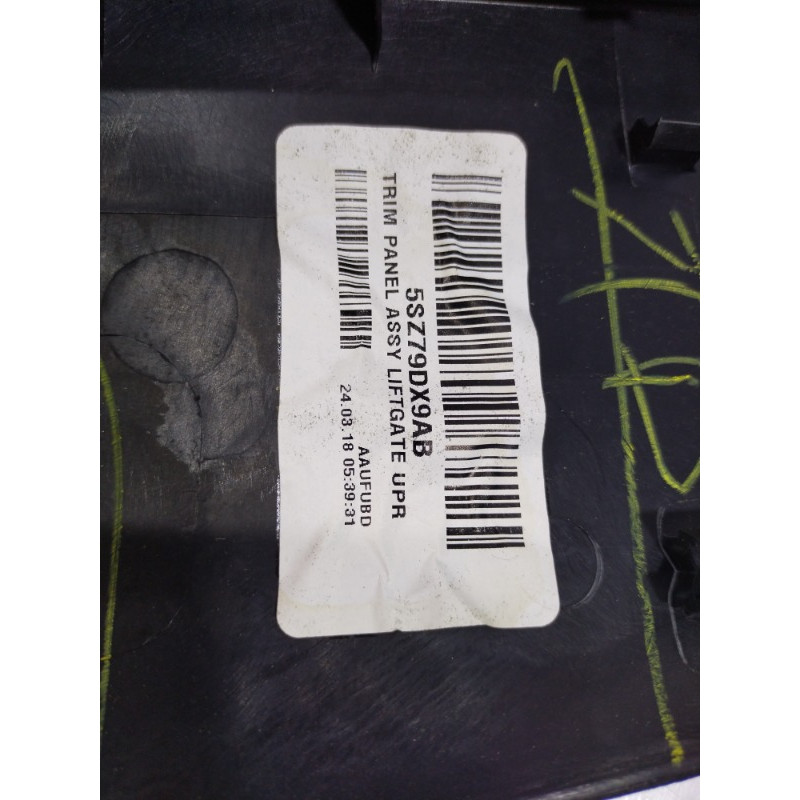 5SZ79DX9AB
TRIM PANEL ASSY LIFTGATE UPR
AAUFUBD
24.03.18 05:39:31